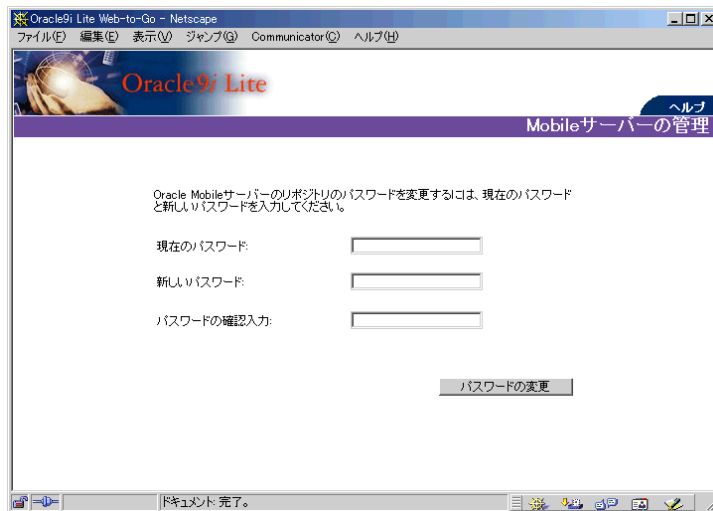 Oracle9i Lite Web-to-Go - Netscape
ファイル(F) 編集(E) 表示(V) ジャンプ(G) Communicator(C) ヘルプ(H)
Oracle9i Lite
ヘルプ
Mobileサーバーの管理
Oracle Mobileサーバーのリポジトリのパスワードを変更するには、現在のパスワード
と新しいパスワードを入力してください。
現在のパスワード:
新しいパスワード:
パスワードの確認入力:
パスワードの変更
ドキュメント: 完了。